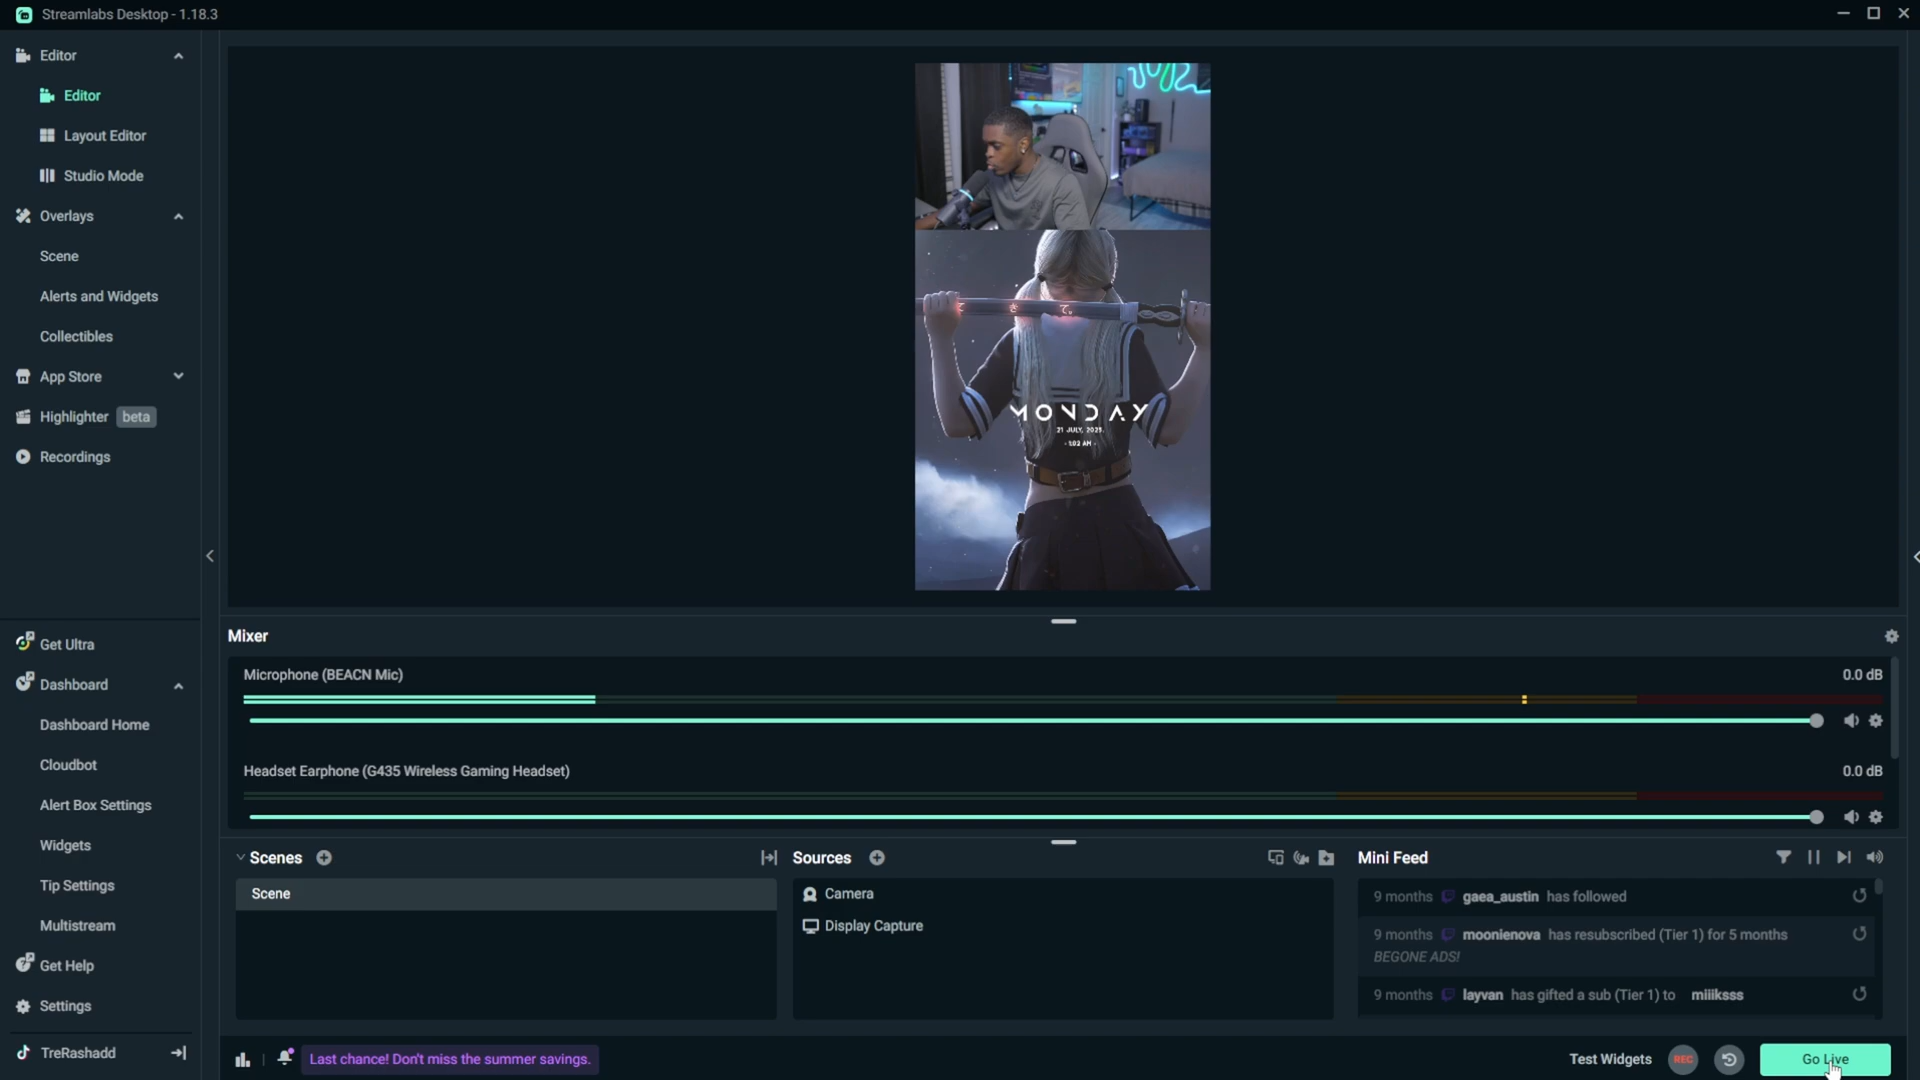 Streamlabs Desktop - 1.18.3
Editor
Editor
Layout Editor
Studio Mode
Overlays
Scene
Alerts and Widgets
Collectibles
App Store
Highlighter beta
Recordings
Get Ultra
Dashboard
Dashboard Home
Cloudbot
Alert Box Settings
Widgets
Tip Settings
Multistream
Get Help
Settings
TreRashadd
MONDAY
21 JULY, 2025.
- 1:02 AM -
Mixer
Microphone (BEACN Mic) 0.0 dB
Headset Earphone (G435 Wireless Gaming Headset) 0.0 dB
Scenes
Scene
Sources
Camera
Display Capture
Mini Feed
9 months gaea_austin has followed
9 months moonienova has resubscribed (Tier 1) for 5 months
BEGONE ADS!
9 months layvan has gifted a sub (Tier 1) to miiiksss
Last chance! Don't miss the summer savings.
Test Widgets
REC
Go Live